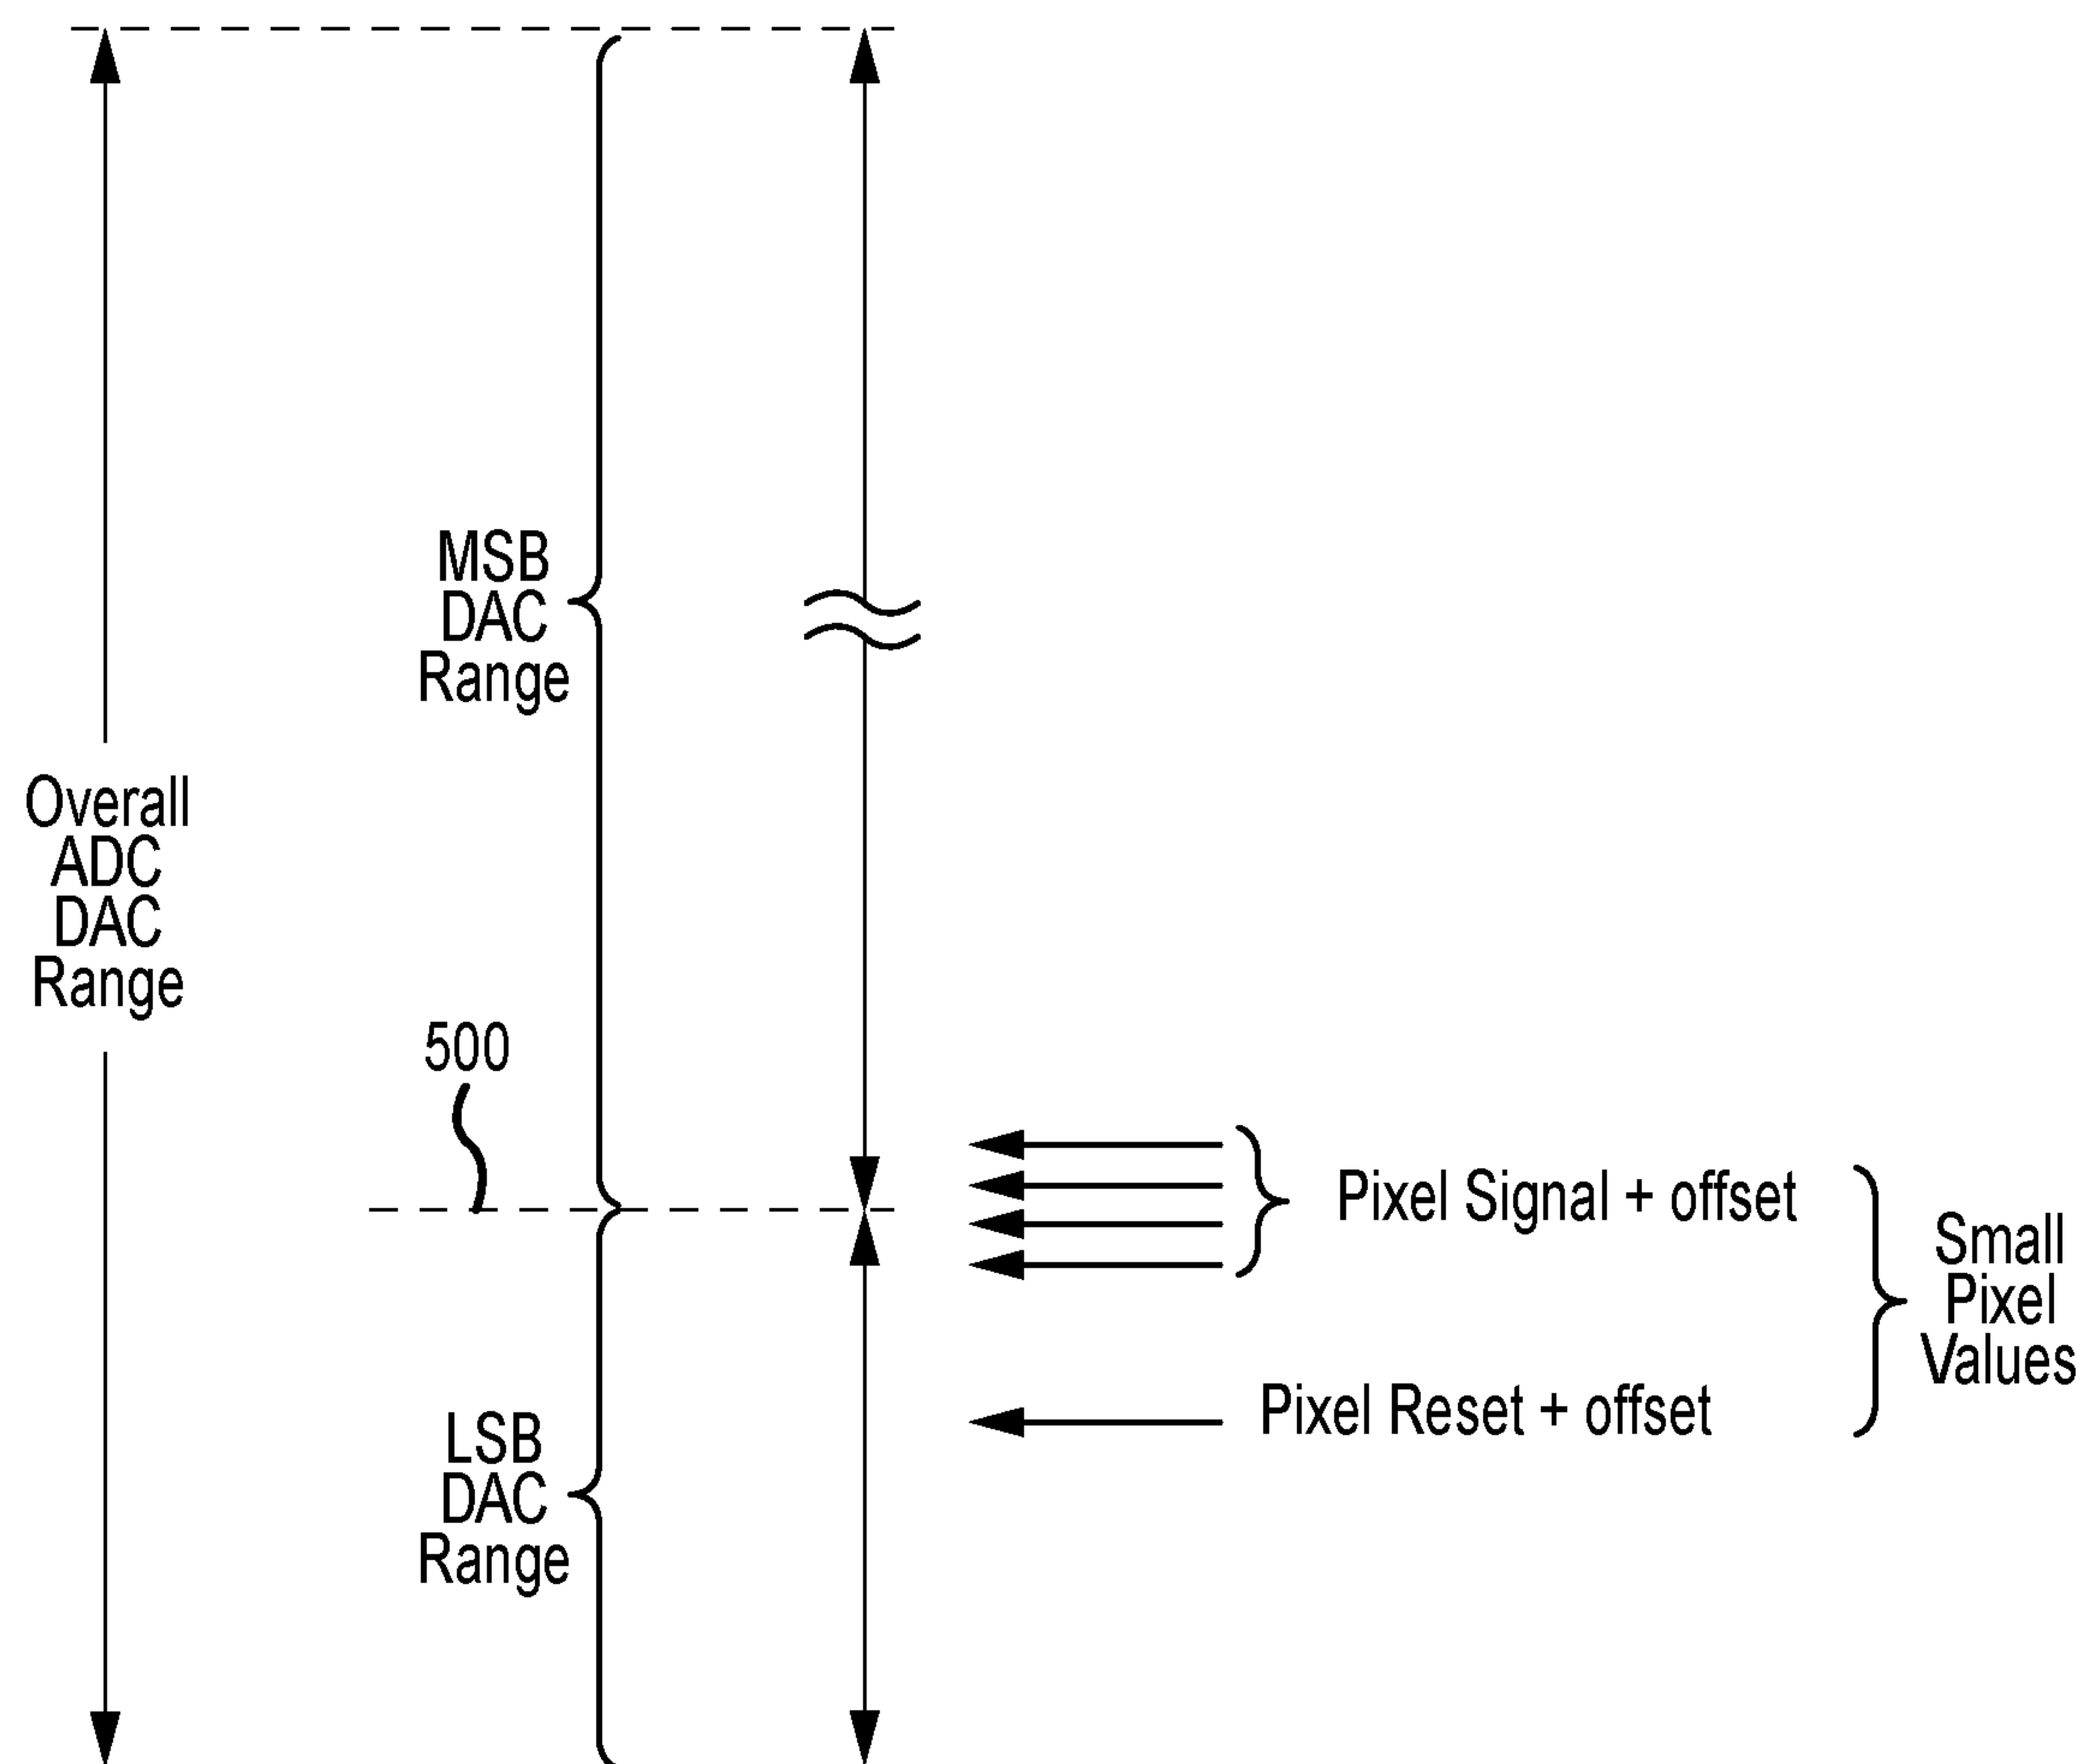 MSB
DAC
Range
Overall
ADC
DAC
Range
500
Pixel Signal + offset
Small
Pixel
Values
Pixel Reset + offset
LSB
DAC
Range